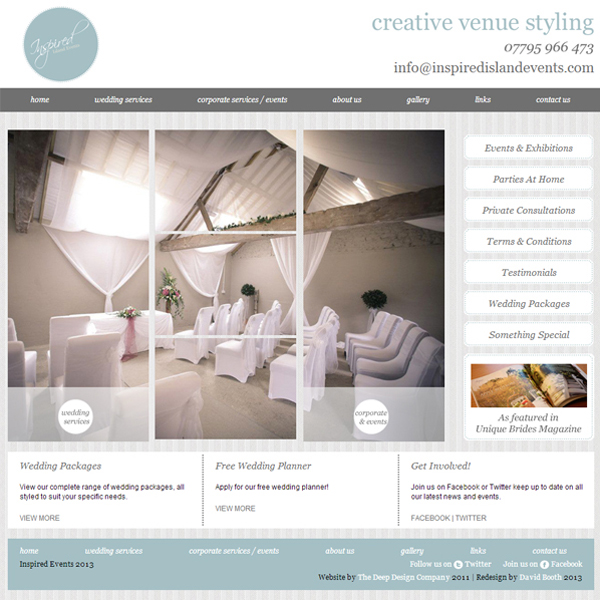 Inspired
creative venue styling
07795 966 473
info@inspiredislandevents.com
home wedding services corporate services / events about us gallery links contact us
Events & Exhibitions
Parties At Home
Private Consultations
Terms & Conditions
Testimonials
Wedding Packages
Something Special
As featured in
Unique Brides Magazine
wedding
services
corporate
& events
Wedding Packages
View our complete range of wedding packages, all
styled to suit your specific needs.
VIEW MORE
Free Wedding Planner
Apply for our free wedding planner!
VIEW MORE
Get Involved!
Join us on Facebook or Twitter keep up to date on all
our latest news and events.
FACEBOOK | TWITTER
home wedding services corporate services / events about us gallery links contact us
Inspired Events 2013
Follow us on Twitter Join us on Facebook
Website by The Deep Design Company 2011 | Redesign by David Booth 2013